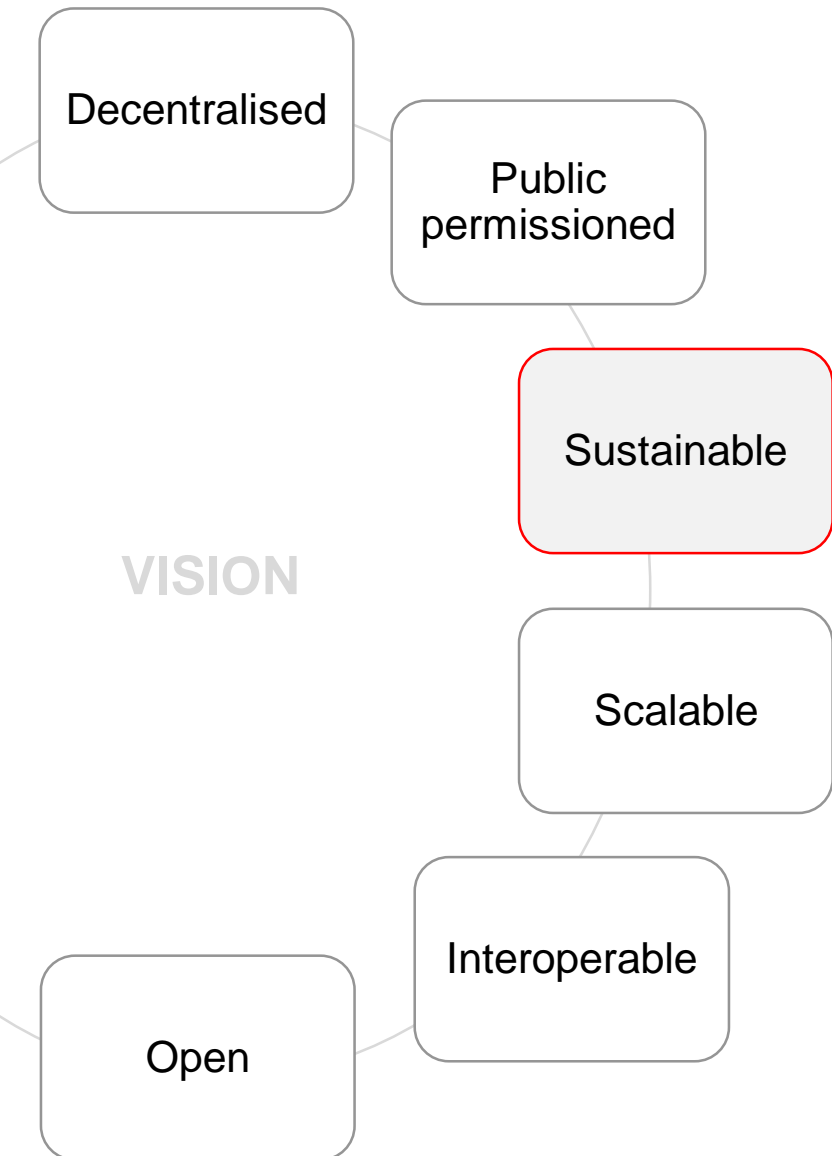 Decentralised
Public
permissioned
Sustainable
VISION
Scalable
Interoperable
Open